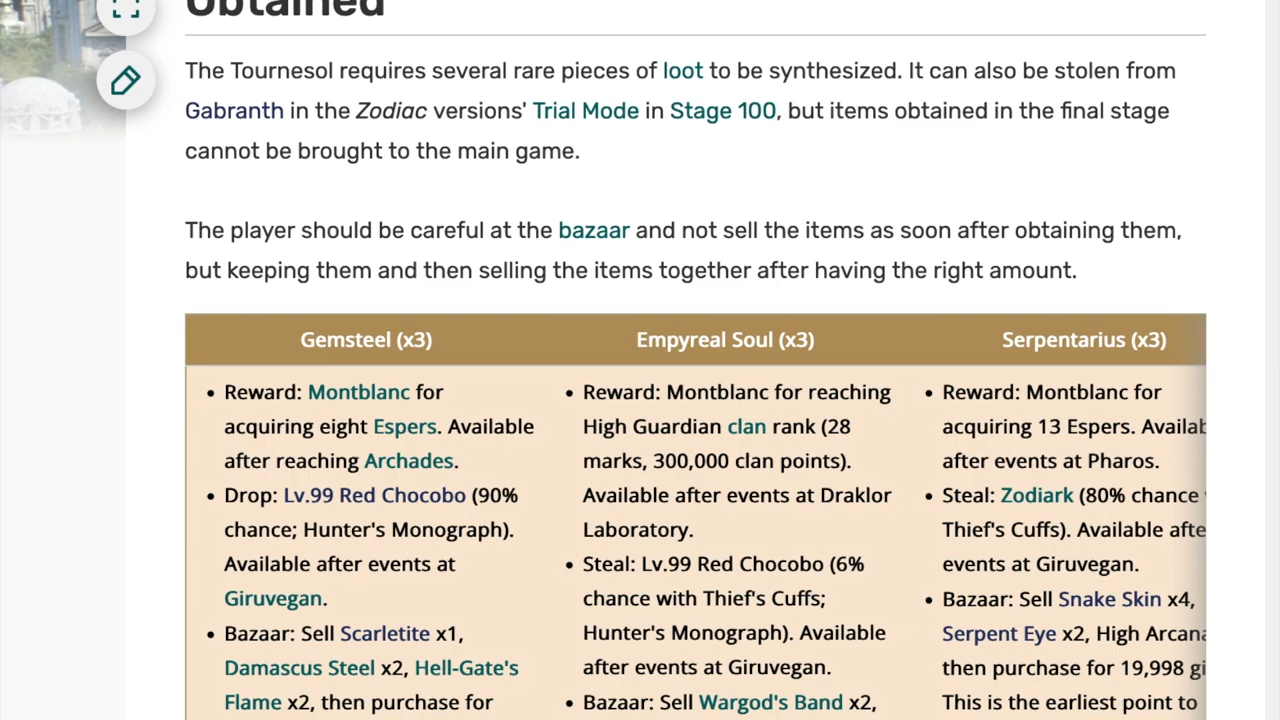 Obtained
The Tournesol requires several rare pieces of loot to be synthesized. It can also be stolen from
Gabranth in the Zodiac versions' Trial Mode in Stage 100, but items obtained in the final stage
cannot be brought to the main game.
The player should be careful at the bazaar and not sell the items as soon after obtaining them,
but keeping them and then selling the items together after having the right amount.
Gemsteel (x3)
• Reward: Montblanc for
acquiring eight Espers. Available
after reaching Archades.
• Drop: Lv.99 Red Chocobo (90%
chance; Hunter's Monograph).
Available after events at
Giruvegan.
• Bazaar: Sell Scarletite x1,
Damascus Steel x2, Hell-Gate's
Flame x2, then purchase for
Empyreal Soul (x3)
• Reward: Montblanc for reaching
High Guardian clan rank (28
marks, 300,000 clan points).
Available after events at Draklor
Laboratory.
• Steal: Lv.99 Red Chocobo (6%
chance with Thief's Cuffs;
Hunter's Monograph). Available
after events at Giruvegan.
• Bazaar: Sell Wargod's Band x2,
Serpentarius (x3)
• Reward: Montblanc for
acquiring 13 Espers.
after events at Pharos.
• Steal: Zodiark (80% chance
Thief's Cuffs). Available
events at Giruvegan.
• Bazaar: Sell Snake Skin x4,
Serpent Eye x2, High
then purchase for 19,998
This is the earliest point to